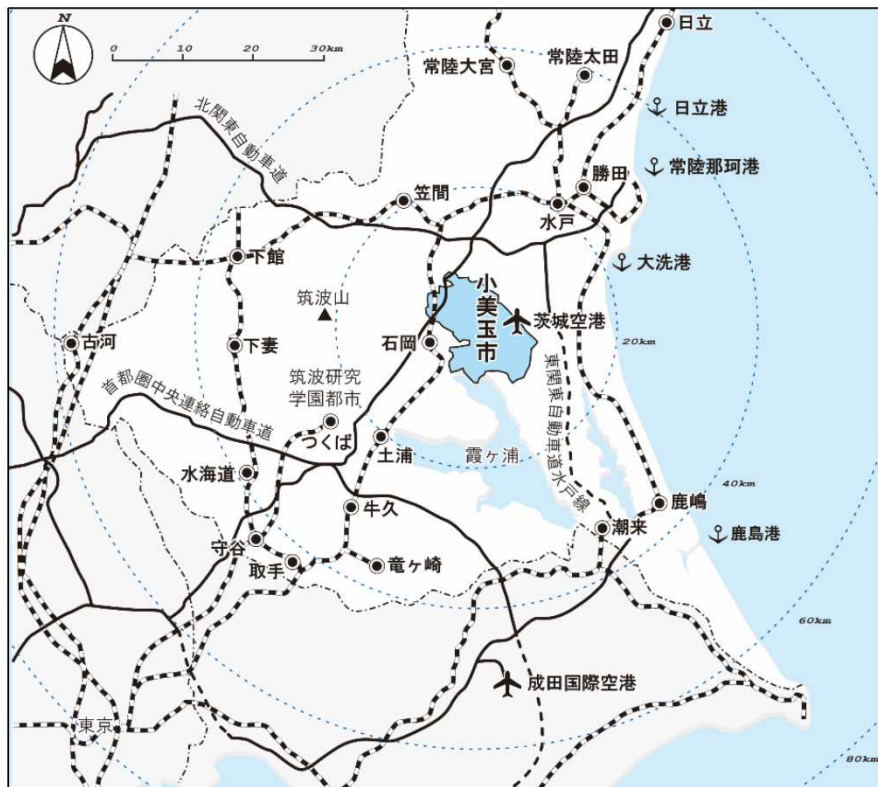 N
0 10 20 30km
日立
常陸太田
常陸大宮
日立港
北関東自動車道
常陸那珂港
勝田
笠間
水戸
下館
大洗港
小美玉市
筑波山
茨城空港
古河
下妻
石岡
20km
筑波研究
学園都市
首都圏中央連絡自動車道
東関東自動車道水戸線
つくば
土浦
霞ヶ浦
水海道
40km
牛久
鹿嶋
潮来
鹿島港
守谷
取手
竜ヶ崎
60km
成田国際空港
東京
80km